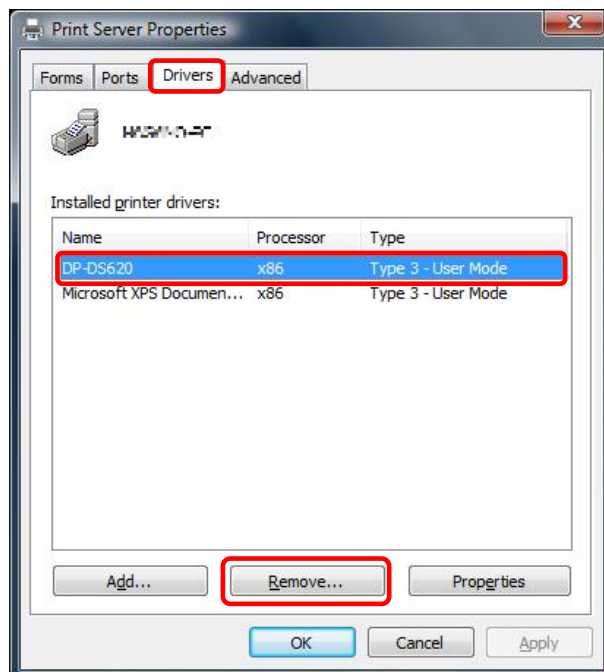 Print Server Properties
Forms Ports Drivers Advanced
Installed printer drivers:
Name Processor Type
DP-DS620 x86 Type 3 - User Mode
Microsoft XPS Documen... x86 Type 3 - User Mode
Add... Remove... Properties
OK Cancel Apply